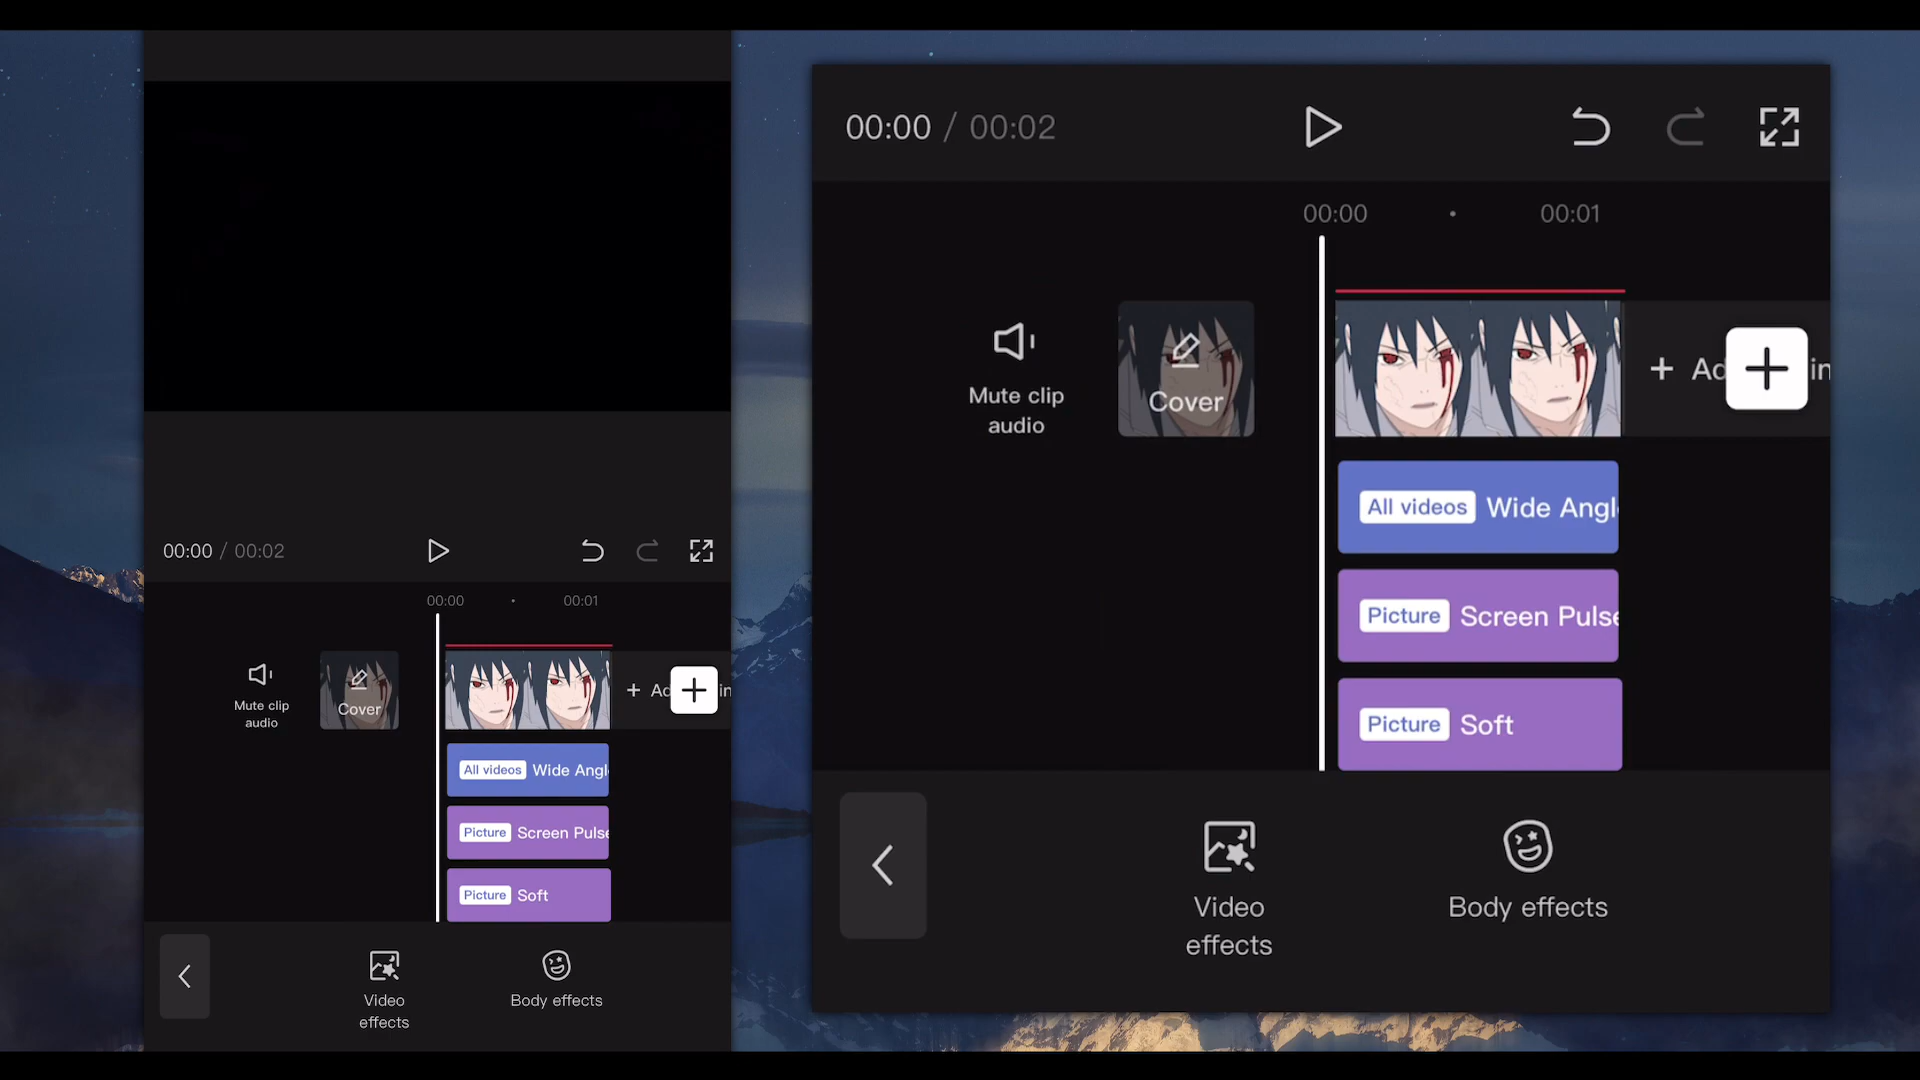 00:00 / 00:02
00:00 • 00:01
Mute clip
audio
Cover
+ Ad
in
All videos Wide Angl
Picture Screen Pulse
Picture Soft
Video
effects
Body effects
00:00 / 00:02
00:00 • 00:01
Mute clip
audio
Cover
+ Ad
in
All videos Wide Angl
Picture Screen Pulse
Picture Soft
Video
effects
Body effects